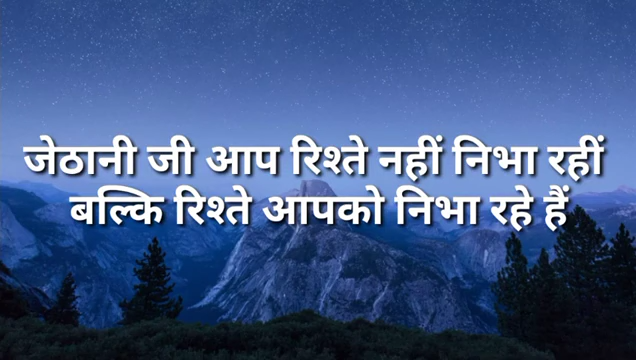 जेठानी जी आप रिश्ते नहीं निभा रहीं
बल्कि रिश्ते आपको निभा रहे हैं